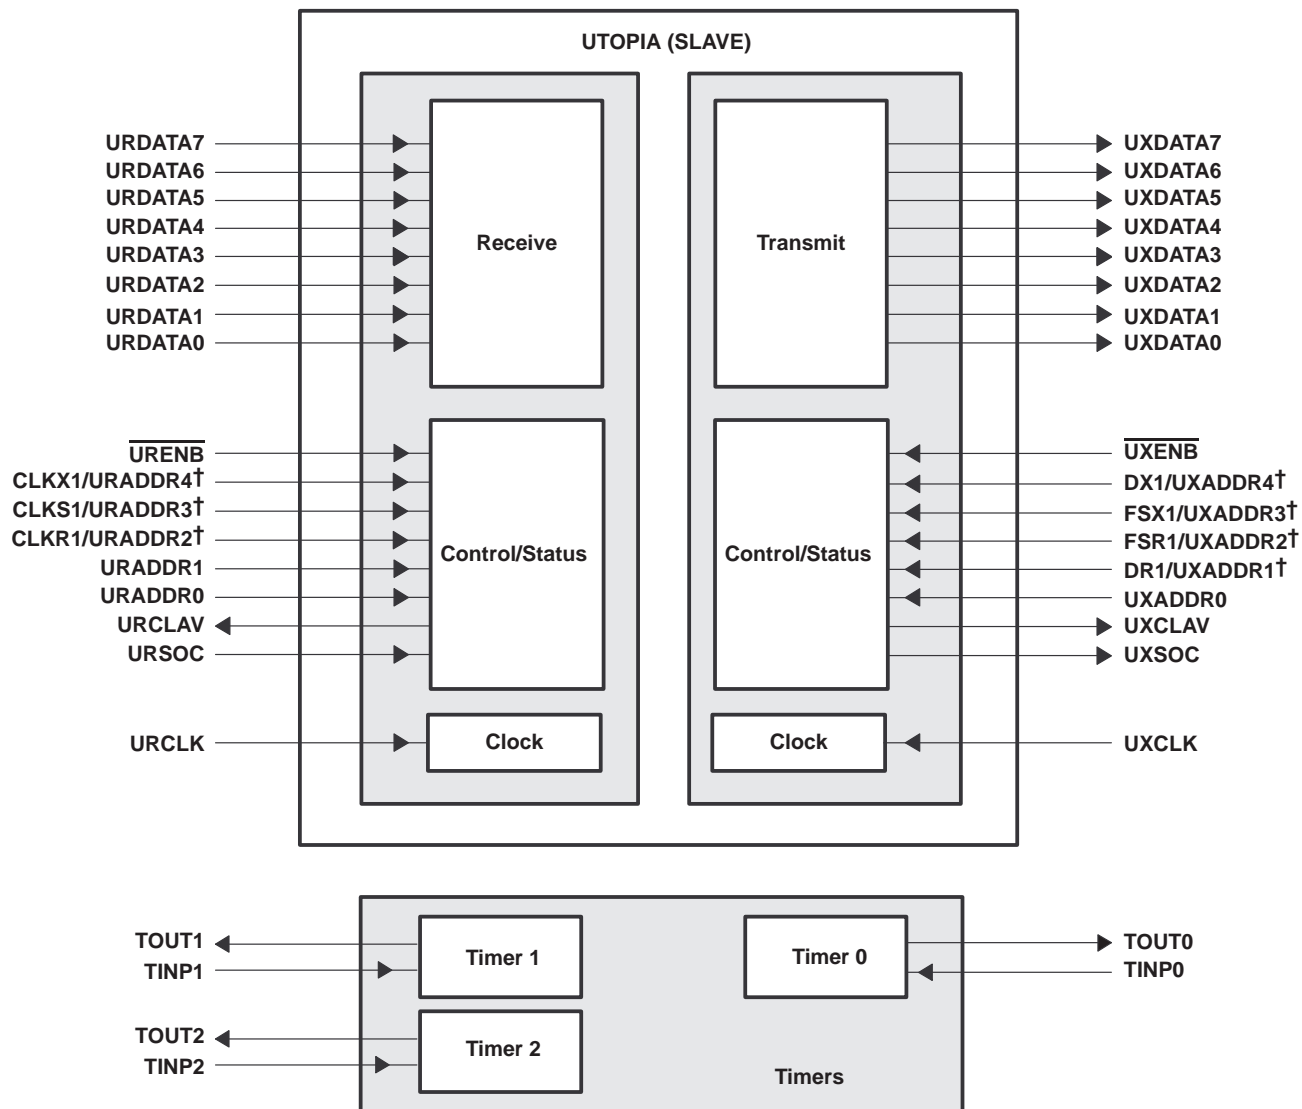 UTOPIA (SLAVE)
URDATA7
URDATA6
URDATA5
URDATA4
URDATA3
URDATA2
URDATA1
URDATA0
Receive
Transmit
UXDATA7
UXDATA6
UXDATA5
UXDATA4
UXDATA3
UXDATA2
UXDATA1
UXDATA0
URENB
CLKX1/URADDR4†
CLKS1/URADDR3†
CLKR1/URADDR2†
URADDR1
URADDR0
URCLAV
URSOC
Control/Status
Control/Status
UXENB
DX1/UXADDR4†
FSX1/UXADDR3†
FSR1/UXADDR2†
DR1/UXADDR1†
UXADDR0
UXCLAV
UXSOC
URCLK
Clock
Clock
UXCLK
TOUT1
TINP1
Timer 1
Timer 0
TOUT0
TINP0
TOUT2
TINP2
Timer 2
Timers